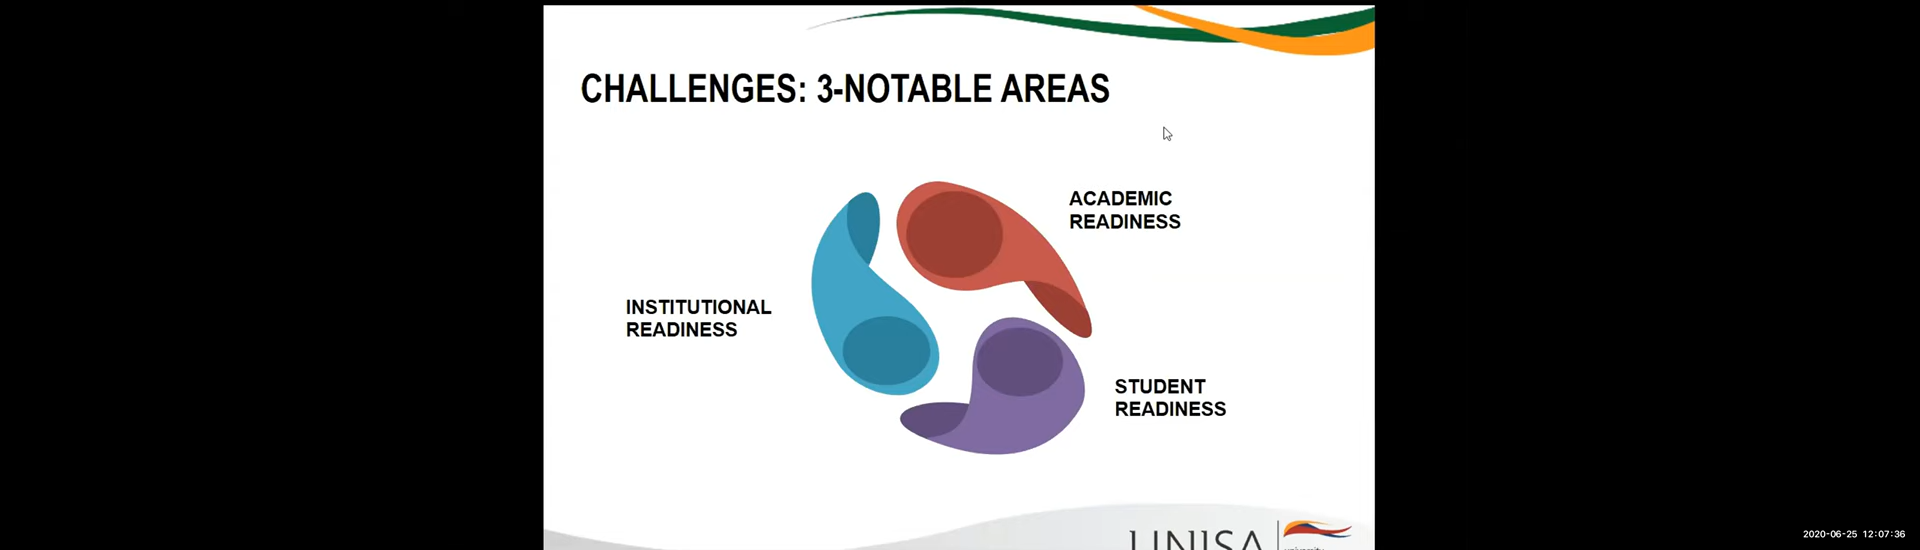 CHALLENGES: 3-NOTABLE AREAS
ACADEMIC
READINESS
INSTITUTIONAL
READINESS
STUDENT
READINESS
UNISA
2020-06-25 12:07:36